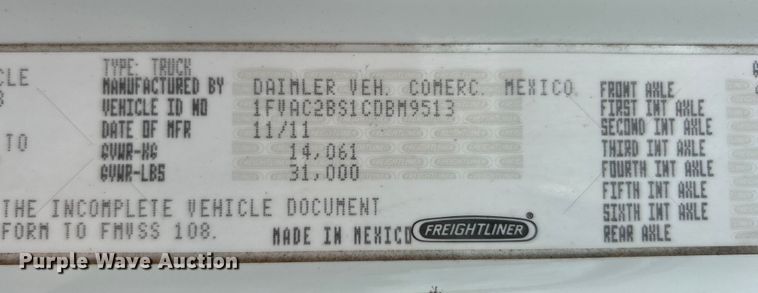 TYPE: TRUCK
MANUFACTURED BY DAIMLER VEH. COMERC. MEXICO
VEHICLE ID NO 1FVAC2BS1CDBM9513
DATE OF MFR 11/11
GVWR-KG 14,061
GVWR-LBS 31,000
TO
THE INCOMPLETE VEHICLE DOCUMENT
FORM TO FMVSS 108.
MADE IN MEXICO FREIGHTLINER®
FRONT AXLE
FIRST INT AXLE
SECOND INT AXLE
THIRD INT AXLE
FOURTH INT AXLE
FIFTH INT AXLE
SIXTH INT AXLE
REAR AXLE
Purple Wave Auction